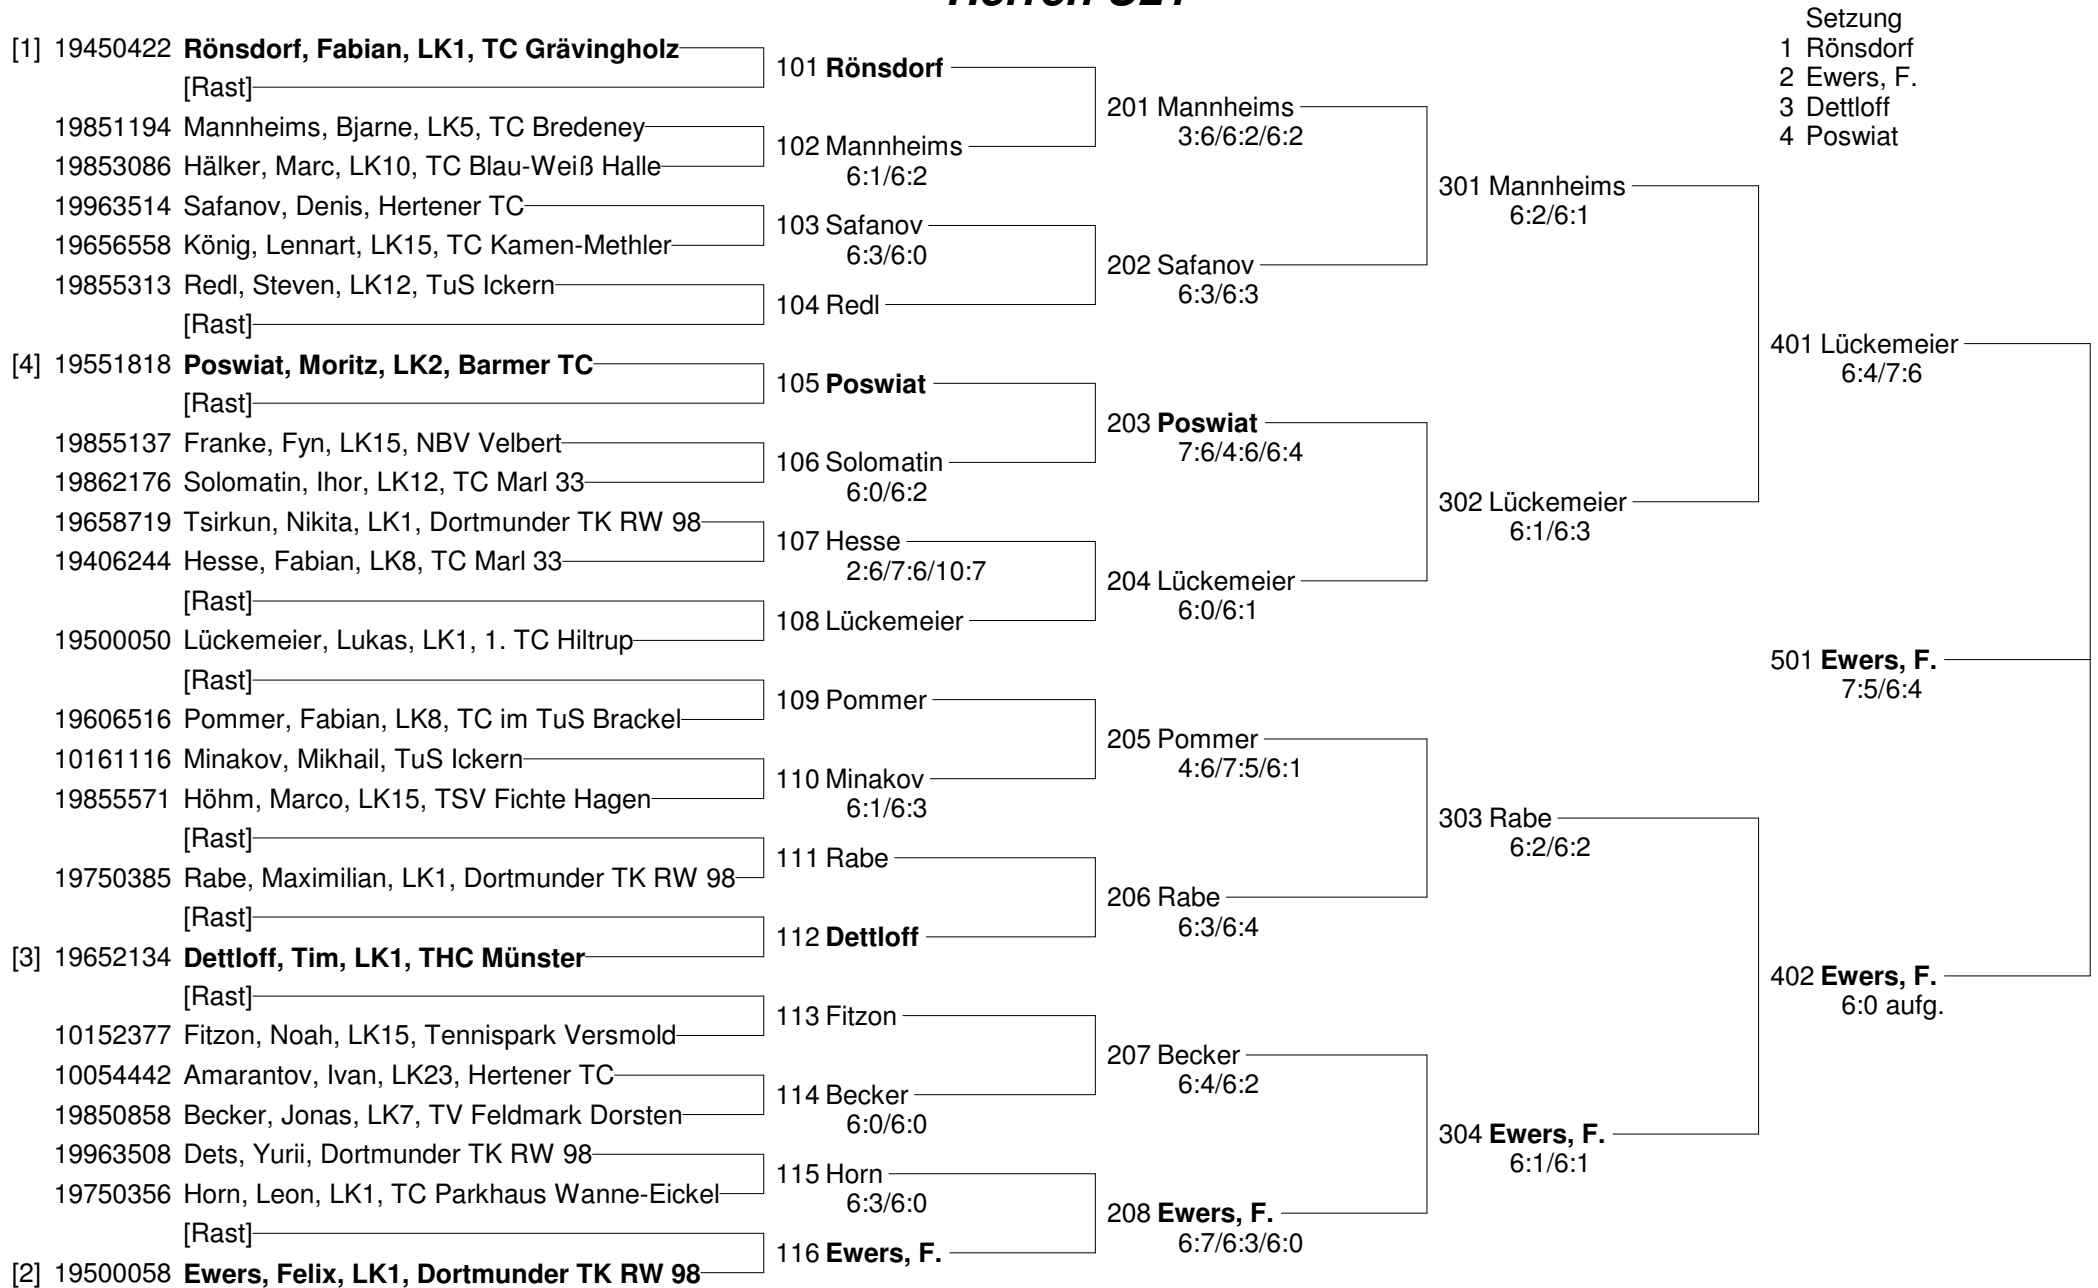 Setzung
1 Rönsdorf
2 Ewers, F.
3 Dettloff
4 Poswiat
[1] 19450422 Rönsdorf, Fabian, LK1, TC Grävingholz
[Rast]
19851194 Mannheims, Bjarne, LK5, TC Bredeney
19853086 Hälker, Marc, LK10, TC Blau-Weiß Halle
19963514 Safanov, Denis, Hertener TC
19656558 König, Lennart, LK15, TC Kamen-Methler
19855313 Redl, Steven, LK12, TuS Ickern
[Rast]
[4] 19551818 Poswiat, Moritz, LK2, Barmer TC
[Rast]
19855137 Franke, Fyn, LK15, NBV Velbert
19862176 Solomatin, Ihor, LK12, TC Marl 33
19658719 Tsirkun, Nikita, LK1, Dortmunder TK RW 98
19406244 Hesse, Fabian, LK8, TC Marl 33
[Rast]
19500050 Lückemeier, Lukas, LK1, 1. TC Hiltrup
[Rast]
19606516 Pommer, Fabian, LK8, TC im TuS Brackel
10161116 Minakov, Mikhail, TuS Ickern
19855571 Höhm, Marco, LK15, TSV Fichte Hagen
[Rast]
19750385 Rabe, Maximilian, LK1, Dortmunder TK RW 98
[Rast]
[3] 19652134 Dettloff, Tim, LK1, THC Münster
[Rast]
10152377 Fitzon, Noah, LK15, Tennispark Versmold
10054442 Amarantov, Ivan, LK23, Hertener TC
19850858 Becker, Jonas, LK7, TV Feldmark Dorsten
19963508 Dets, Yurii, Dortmunder TK RW 98
19750356 Horn, Leon, LK1, TC Parkhaus Wanne-Eickel
[Rast]
[2] 19500058 Ewers, Felix, LK1, Dortmunder TK RW 98
101 Rönsdorf
102 Mannheims
6:1/6:2
103 Safanov
6:3/6:0
104 Redl
105 Poswiat
106 Solomatin
6:0/6:2
107 Hesse
2:6/7:6/10:7
108 Lückemeier
109 Pommer
110 Minakov
6:1/6:3
111 Rabe
112 Dettloff
113 Fitzon
114 Becker
6:0/6:0
115 Horn
6:3/6:0
116 Ewers, F.
201 Mannheims
3:6/6:2/6:2
202 Safanov
6:3/6:3
203 Poswiat
7:6/4:6/6:4
204 Lückemeier
6:0/6:1
205 Pommer
4:6/7:5/6:1
206 Rabe
6:3/6:4
207 Becker
6:4/6:2
208 Ewers, F.
6:7/6:3/6:0
301 Mannheims
6:2/6:1
302 Lückemeier
6:1/6:3
303 Rabe
6:2/6:2
304 Ewers, F.
6:1/6:1
401 Lückemeier
6:4/7:6
402 Ewers, F.
6:0 aufg.
501 Ewers, F.
7:5/6:4